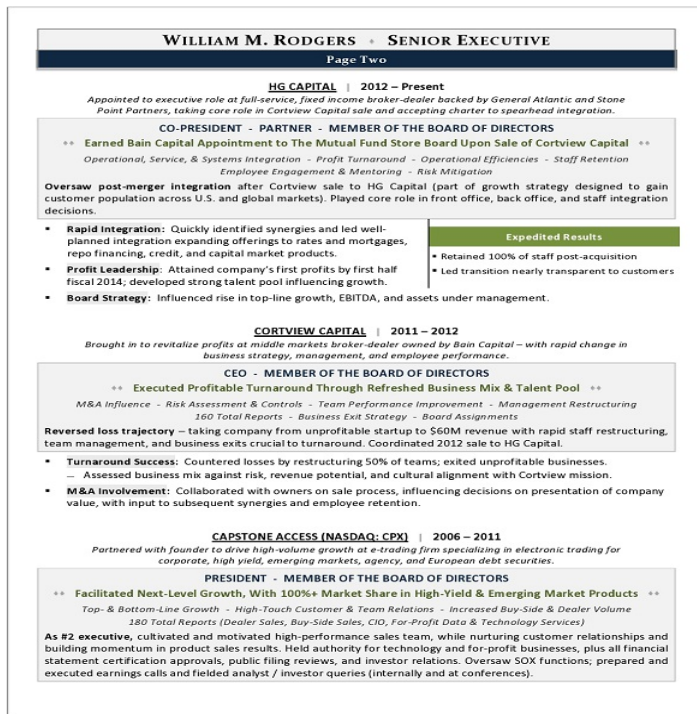 WILLIAM M. RODGERS ◆ SENIOR EXECUTIVE
Page Two
HG CAPITAL | 2012 – Present
Appointed to executive role at full-service, fixed income broker-dealer backed by General Atlantic and Stone
Point Partners, taking core role in Cortview Capital sale and accepting charter to spearhead integration.
CO-PRESIDENT - PARTNER - MEMBER OF THE BOARD OF DIRECTORS
◆◆ Earned Bain Capital Appointment to The Mutual Fund Store Board Upon Sale of Cortview Capital ◆◆
Operational, Service, & Systems Integration - Profit Turnaround - Operational Efficiencies - Staff Retention
Employee Engagement & Mentoring - Risk Mitigation
Oversaw post-merger integration after Cortview sale to HG Capital (part of growth strategy designed to gain
customer population across U.S. and global markets). Played core role in front office, back office, and staff integration
decisions.
▪ Rapid Integration: Quickly identified synergies and led well-
planned integration expanding offerings to rates and mortgages,
repo financing, credit, and capital market products.
▪ Profit Leadership: Attained company's first profits by first half
fiscal 2014; developed strong talent pool influencing growth.
▪ Board Strategy: Influenced rise in top-line growth, EBITDA, and assets under management.
Expedited Results
▪ Retained 100% of staff post-acquisition
▪ Led transition nearly transparent to customers
CORTVIEW CAPITAL | 2011 – 2012
Brought in to revitalize profits at middle markets broker-dealer owned by Bain Capital – with rapid change in
business strategy, management, and employee performance.
CEO - MEMBER OF THE BOARD OF DIRECTORS
◆◆ Executed Profitable Turnaround Through Refreshed Business Mix & Talent Pool ◆◆
M&A Influence - Risk Assessment & Controls - Team Performance Improvement - Management Restructuring
160 Total Reports - Business Exit Strategy - Board Assignments
Reversed loss trajectory – taking company from unprofitable startup to $60M revenue with rapid staff restructuring,
team management, and business exits crucial to turnaround. Coordinated 2012 sale to HG Capital.
▪ Turnaround Success: Countered losses by restructuring 50% of teams; exited unprofitable businesses.
— Assessed business mix against risk, revenue potential, and cultural alignment with Cortview mission.
▪ M&A Involvement: Collaborated with owners on sale process, influencing decisions on presentation of company
value, with input to subsequent synergies and employee retention.
CAPSTONE ACCESS (NASDAQ: CPX) | 2006 – 2011
Partnered with founder to drive high-volume growth at e-trading firm specializing in electronic trading for
corporate, high yield, emerging markets, agency, and European debt securities.
PRESIDENT - MEMBER OF THE BOARD OF DIRECTORS
◆◆ Facilitated Next-Level Growth, With 100%+ Market Share in High-Yield & Emerging Market Products ◆◆
Top- & Bottom-Line Growth - High-Touch Customer & Team Relations - Increased Buy-Side & Dealer Volume
180 Total Reports (Dealer Sales, Buy-Side Sales, CIO, For-Profit Data & Technology Services)
As #2 executive, cultivated and motivated high-performance sales team, while nurturing customer relationships and
building momentum in product sales results. Held authority for technology and for-profit businesses, plus all financial
statement certification approvals, public filing reviews, and investor relations. Oversaw SOX functions; prepared and
executed earnings calls and fielded analyst / investor queries (internally and at conferences).